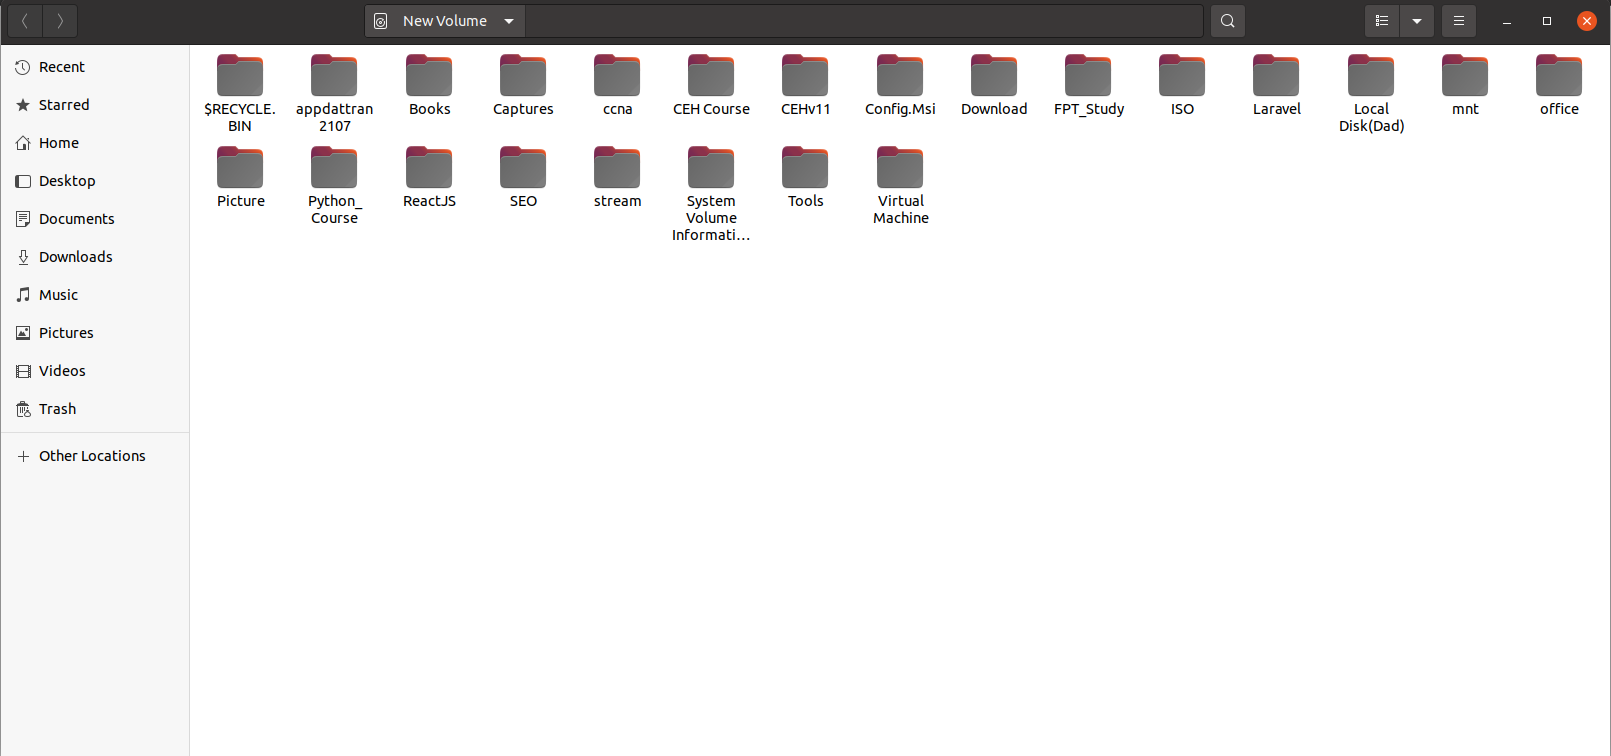 New Volume
Recent
Starred
Home
Desktop
Documents
Downloads
Music
Pictures
Videos
Trash
Other Locations
$RECYCLE.
BIN
appdattran
2107
Books
Captures
ccna
CEH Course
CEHv11
Config.Msi
Download
FPT_Study
ISO
Laravel
Local
Disk(Dad)
mnt
office
Picture
Python_
Course
ReactJS
SEO
stream
System
Volume
Informati…
Tools
Virtual
Machine